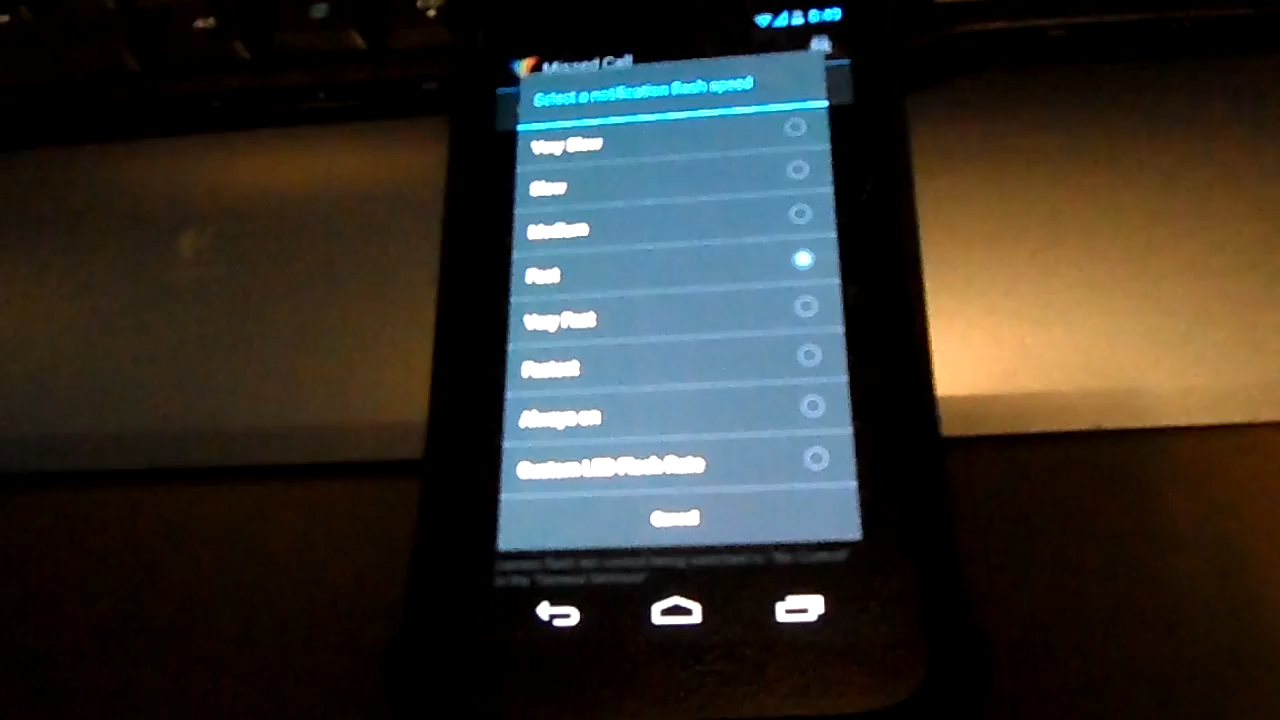 Missed Call
Select a notification flash speed
Very Slow
Slow
Medium
Fast
Very Fast
Fastest
Always on
Custom LED Flash Rate
Cancel